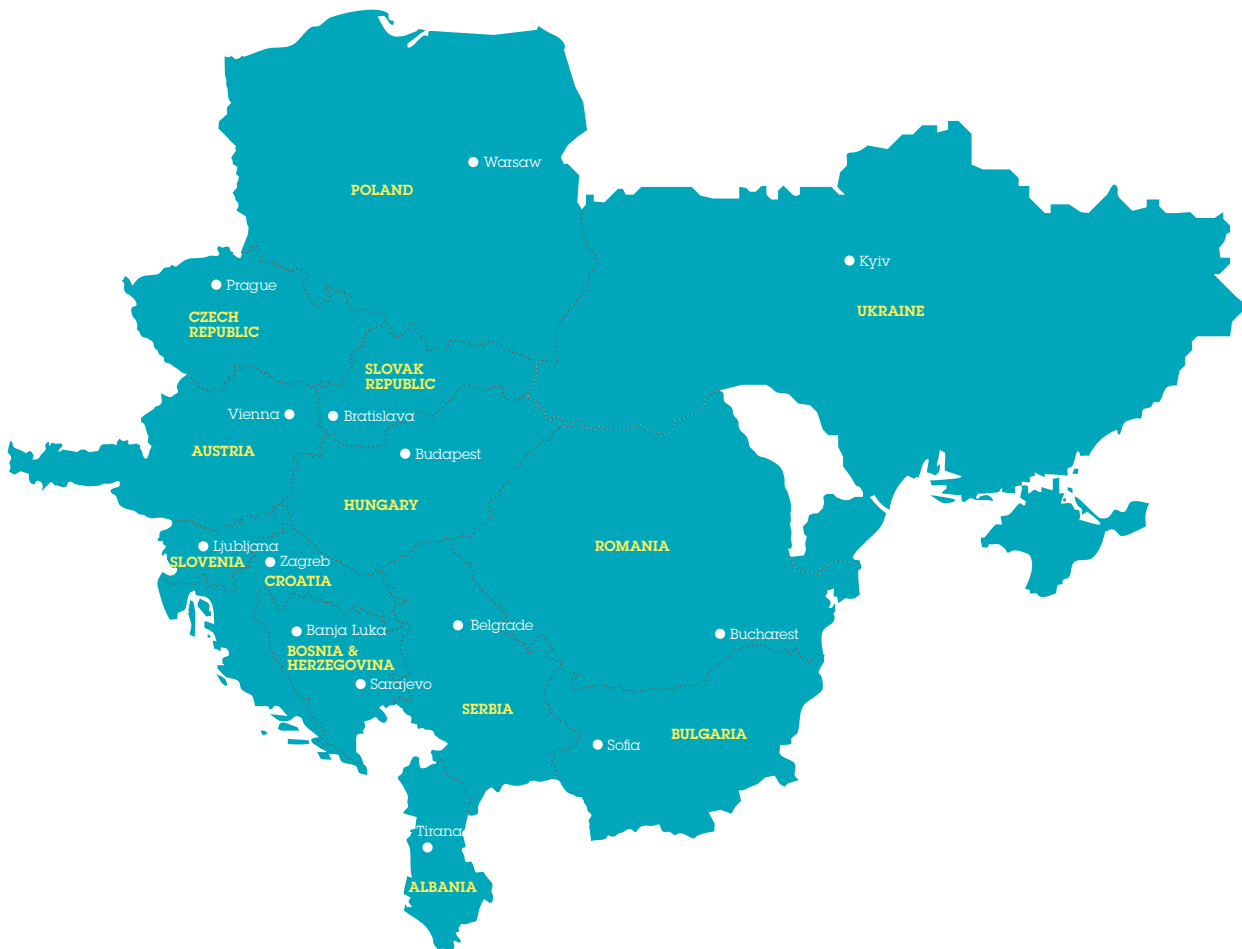 Warsaw
POLAND
Kyiv
Prague
UKRAINE
CZECH
REPUBLIC
SLOVAK
REPUBLIC
Vienna
Bratislava
AUSTRIA
Budapest
HUNGARY
Ljubljana
ROMANIA
SLOVENIA
Zagreb
CROATIA
Belgrade
Banja Luka
Bucharest
BOSNIA &
HERZEGOVINA
Sarajevo
SERBIA
BULGARIA
Sofia
Tirana
ALBANIA